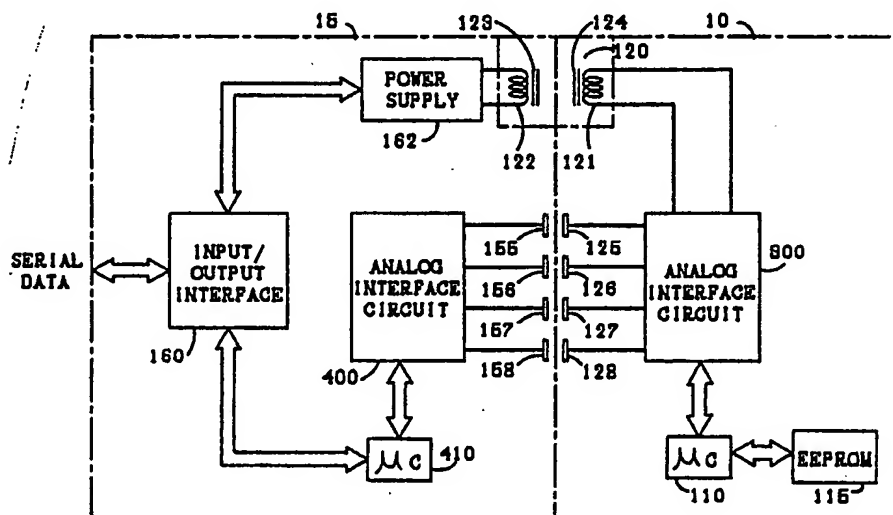 15
123
124
10
120
POWER
SUPPLY
162
122
121
SERIAL
DATA
INPUT/
OUTPUT
INTERFACE
160
ANALOG
INTERFACE
CIRCUIT
400
155
125
156
126
157
127
158
128
ANALOG
INTERFACE
CIRCUIT
800
μC
410
μC
110
EEPROM
115